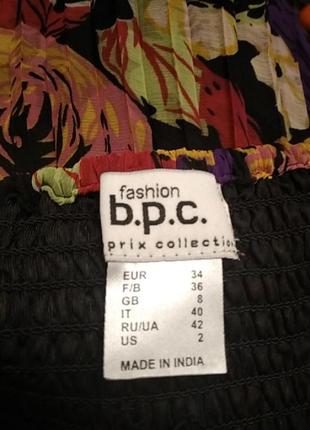 fashion
b.p.c.
prix collection
EUR 34
F/B 36
GB 8
IT 40
RU/UA 42
US 2
MADE IN INDIA